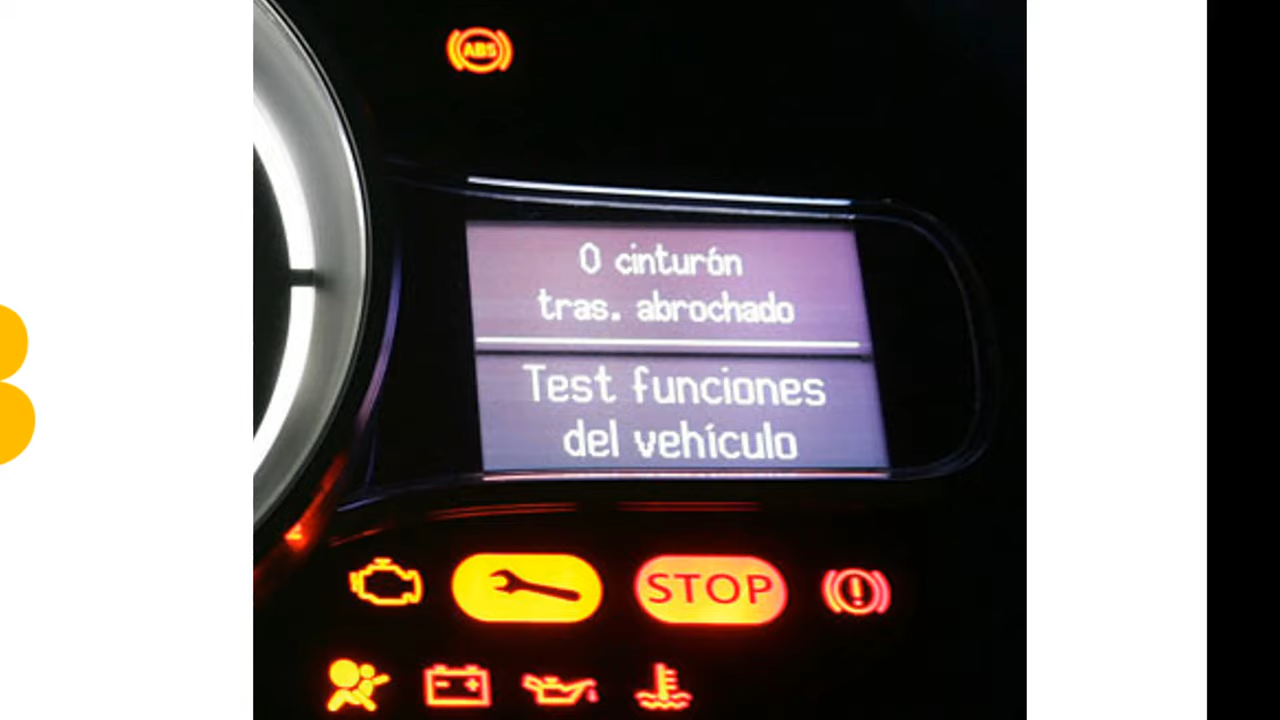 ABS
0 cinturón
tras. abrochado
Test funciones
del vehículo
STOP